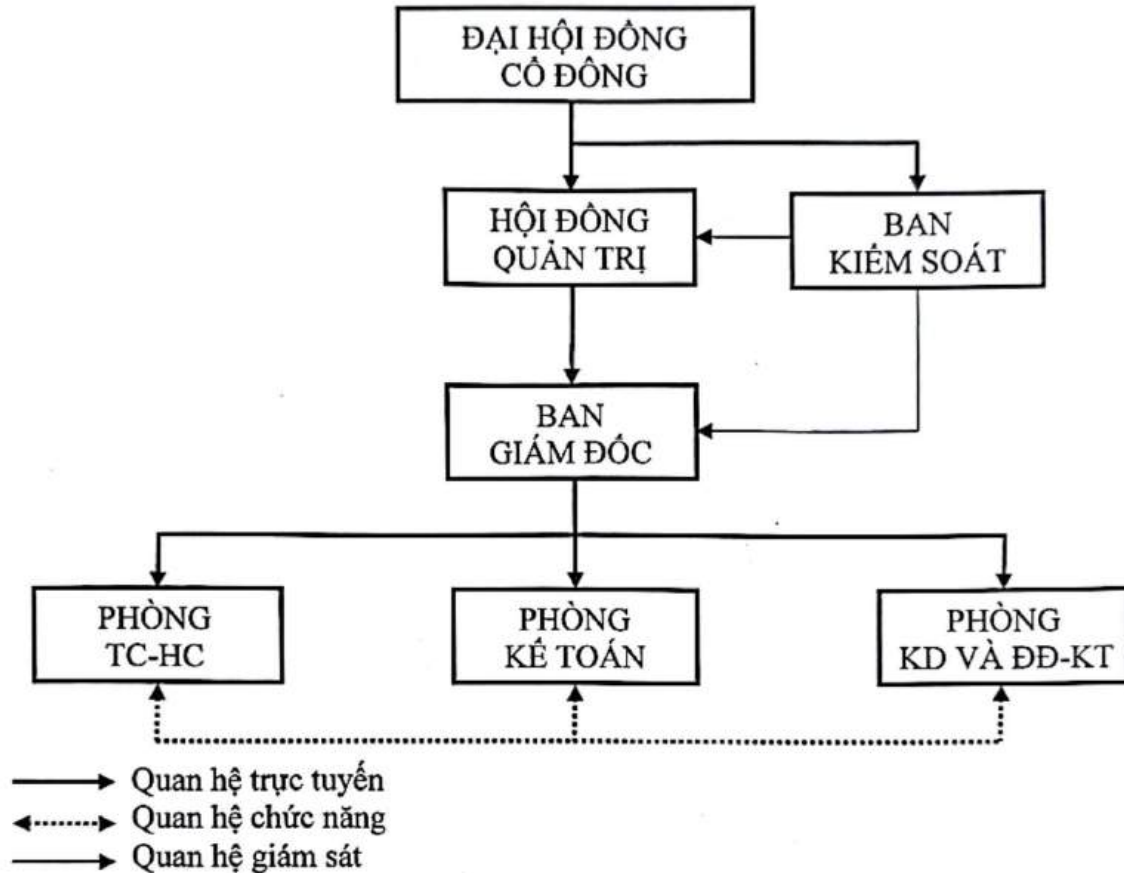 ĐẠI HỘI ĐỒNG
CỔ ĐÔNG
HỘI ĐỒNG
QUẢN TRỊ
BAN
KIỂM SOÁT
BAN
GIÁM ĐỐC
PHÒNG
TC-HC
PHÒNG
KẾ TOÁN
PHÒNG
KD VÀ ĐĐ-KT
Quan hệ trực tuyến
Quan hệ chức năng
Quan hệ giám sát